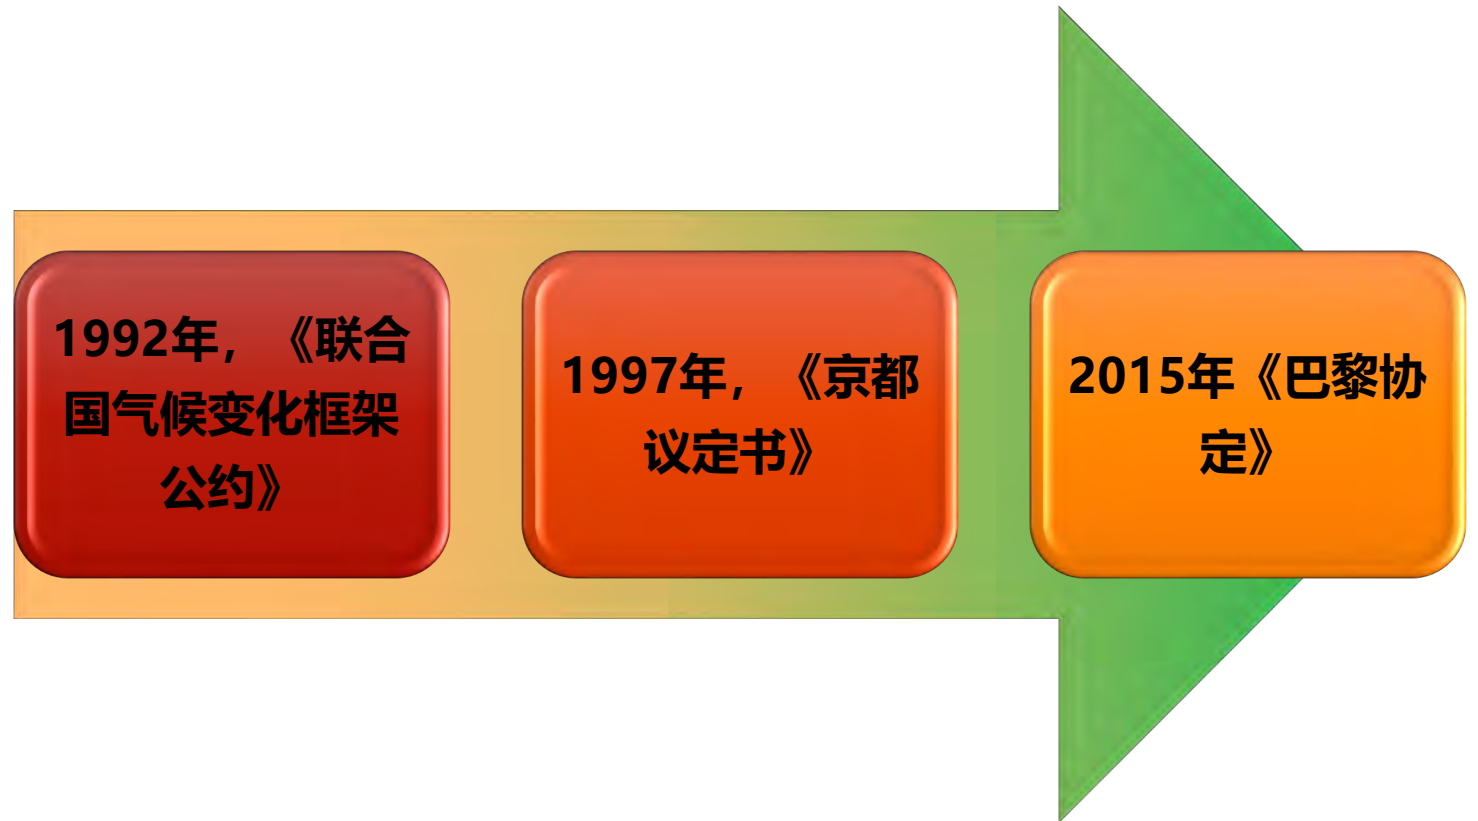 1992年，《联合
国气候变化框架
公约》
1997年，《京都
议定书》
2015年《巴黎协
定》